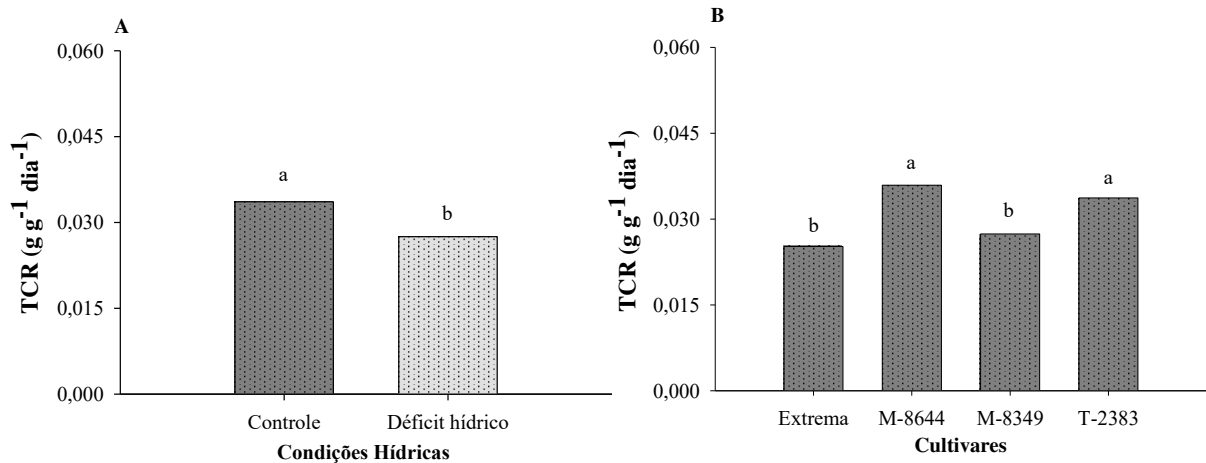 A
0,060
0,045
0,030
0,015
0,000
TCR (g g-1 dia-1)
a
b
Controle
Déficit hídrico
Condições Hídricas
B
0,060
0,045
0,030
0,015
0,000
TCR (g g-1 dia-1)
b
a
b
a
Extrema
M-8644
M-8349
T-2383
Cultivares